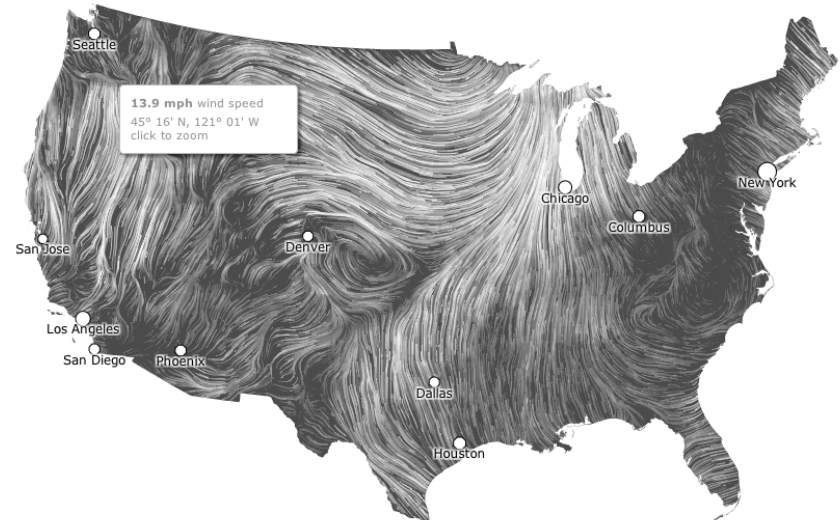 Seattle
13.9 mph wind speed
45° 16' N, 121° 01' W
click to zoom
New York
Chicago
Columbus
San Jose
Denver
Los Angeles
San Diego
Phoenix
Dallas
Houston